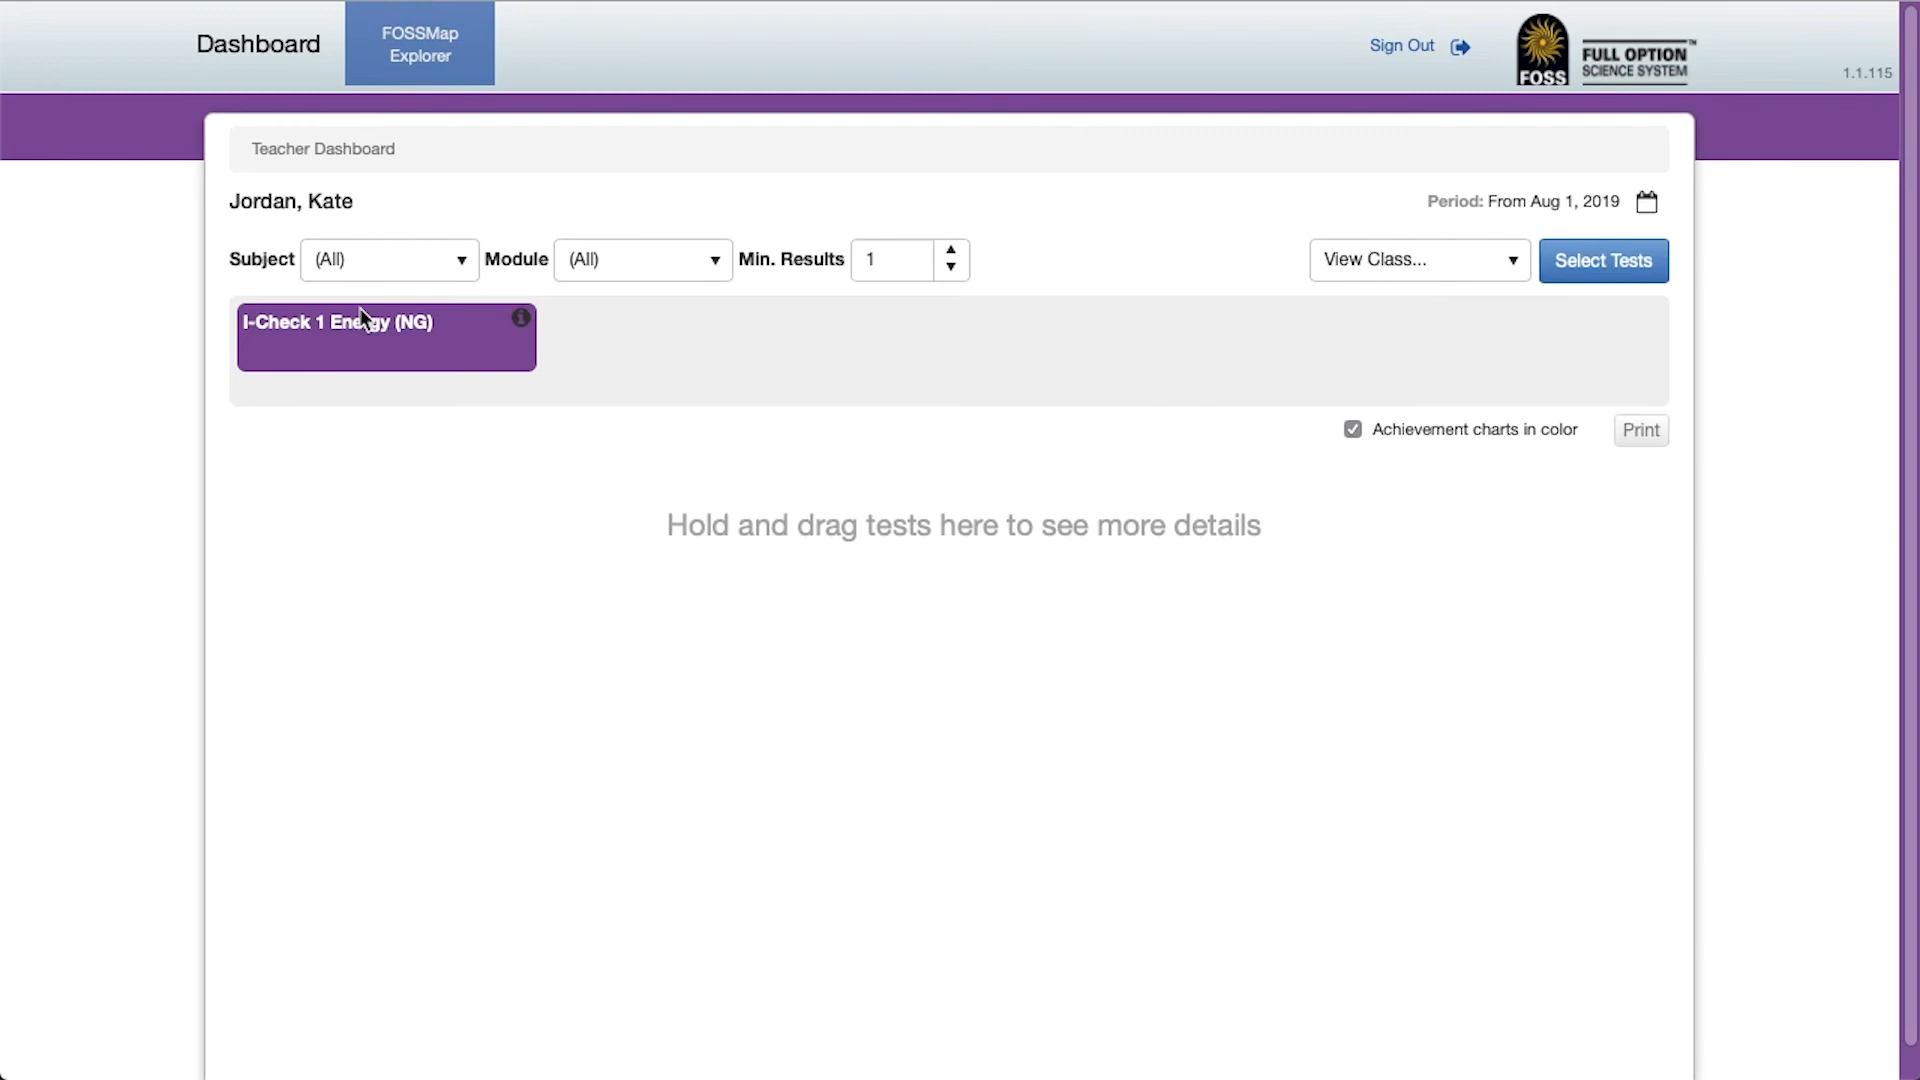 Dashboard
FOSSMap
Explorer
Sign Out
FOSS
FULL OPTION™
SCIENCE SYSTEM
1.1.115
Teacher Dashboard
Jordan, Kate
Period: From Aug 1, 2019
Subject (All) Module (All) Min. Results 1
View Class... Select Tests
I-Check 1 Energy (NG)
Achievement charts in color Print
Hold and drag tests here to see more details